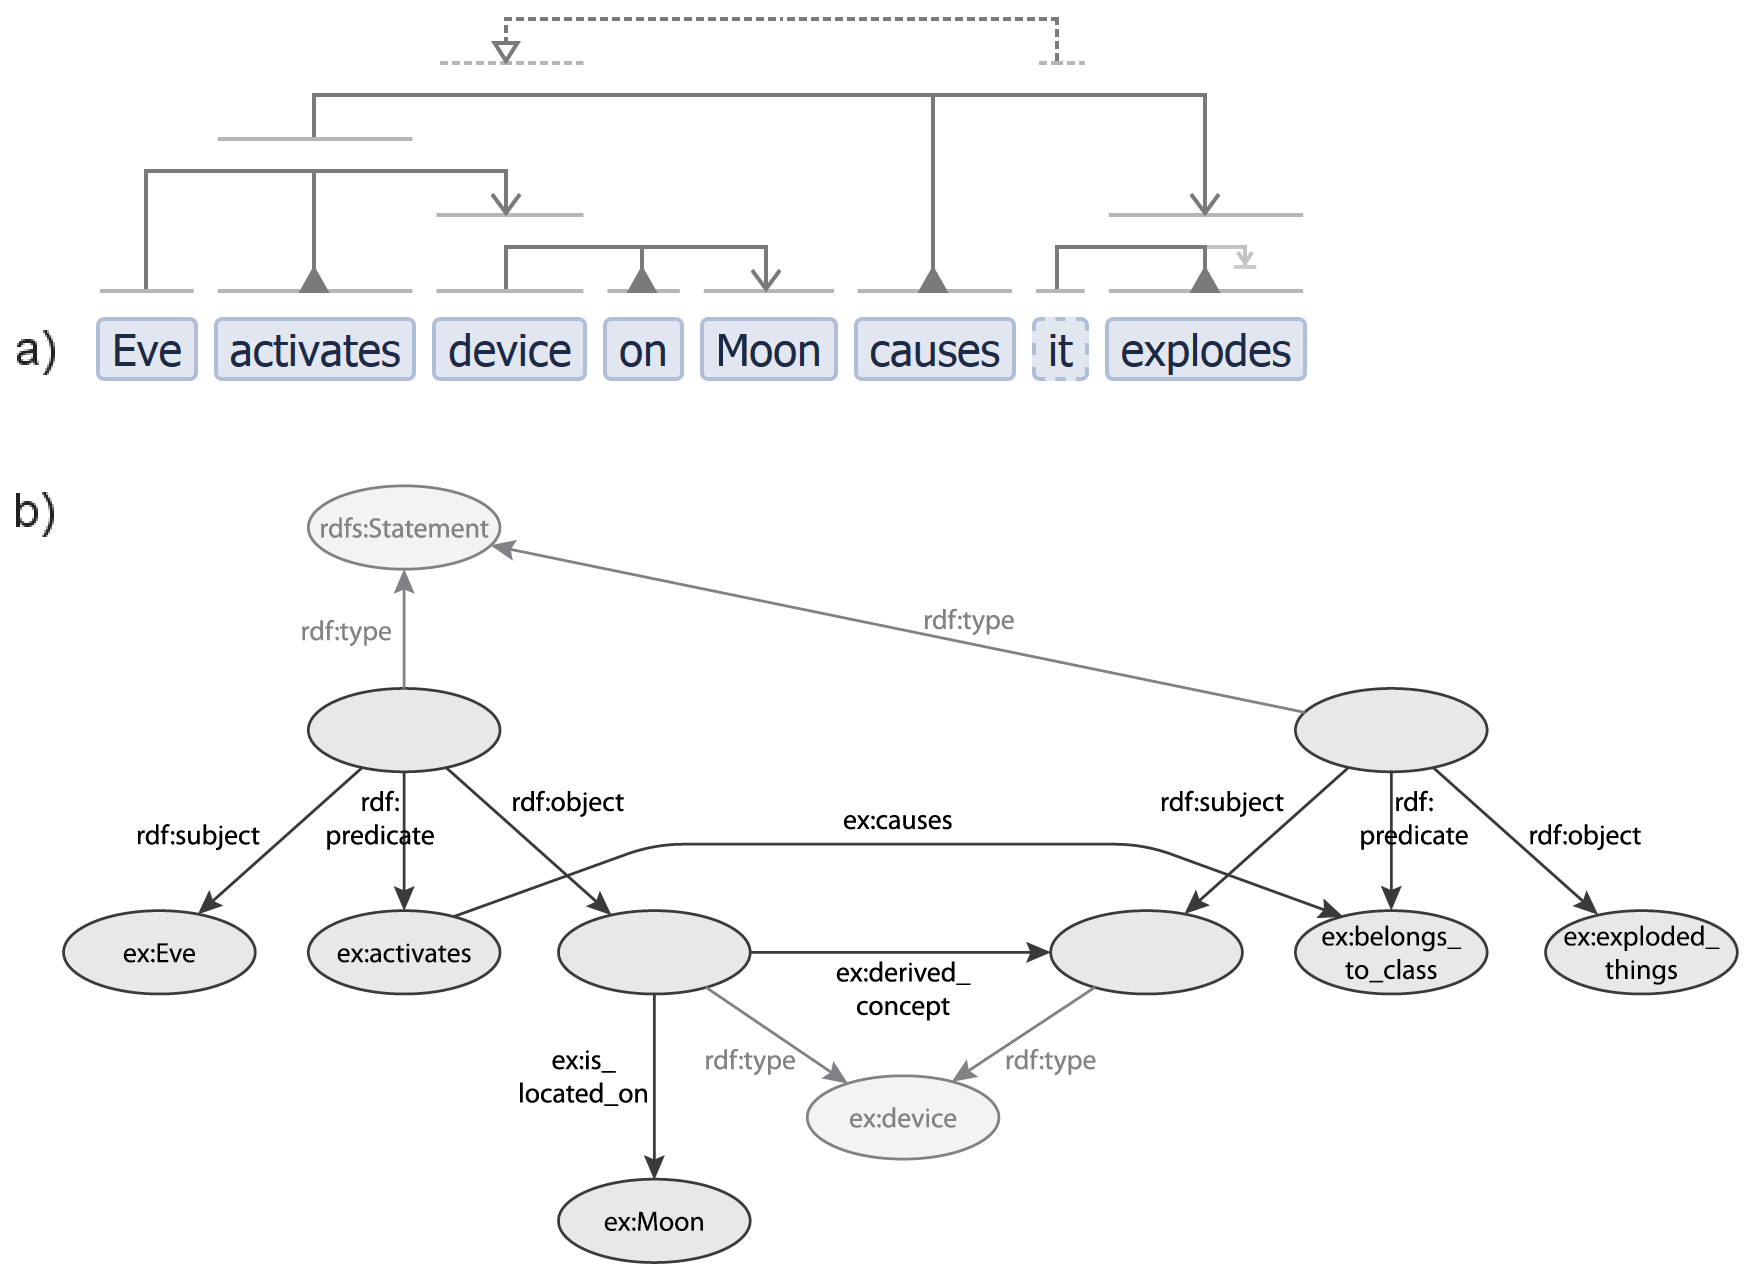 a) Eve activates device on Moon causes it explodes
b)
rdfs:Statement
rdf:type
rdf:type
rdf:subject
rdf:
predicate
rdf:object
ex:causes
rdf:subject
rdf:
predicate
rdf:object
ex:Eve
ex:activates
ex:derived_
concept
ex:belongs_
to_class
ex:exploded_
things
ex:is_
located_on
rdf:type
rdf:type
ex:device
ex:Moon